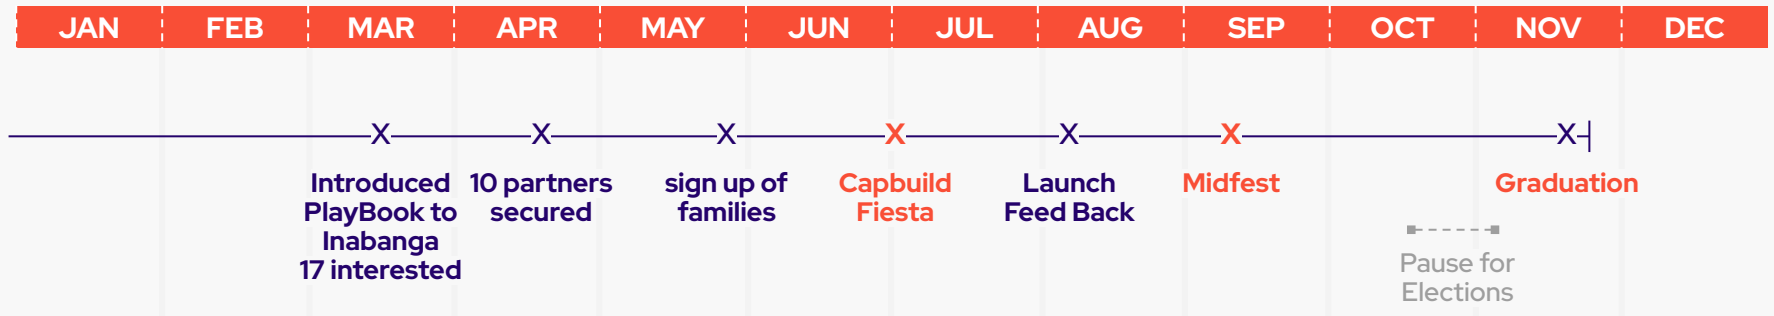 JAN FEB MAR APR MAY JUN JUL AUG SEP OCT NOV DEC
X X X X X X X
Introduced
PlayBook to
Inabanga
17 interested
10 partners
secured
sign up of
families
Capbuild
Fiesta
Launch
Feed Back
Midfest
Graduation
Pause for
Elections